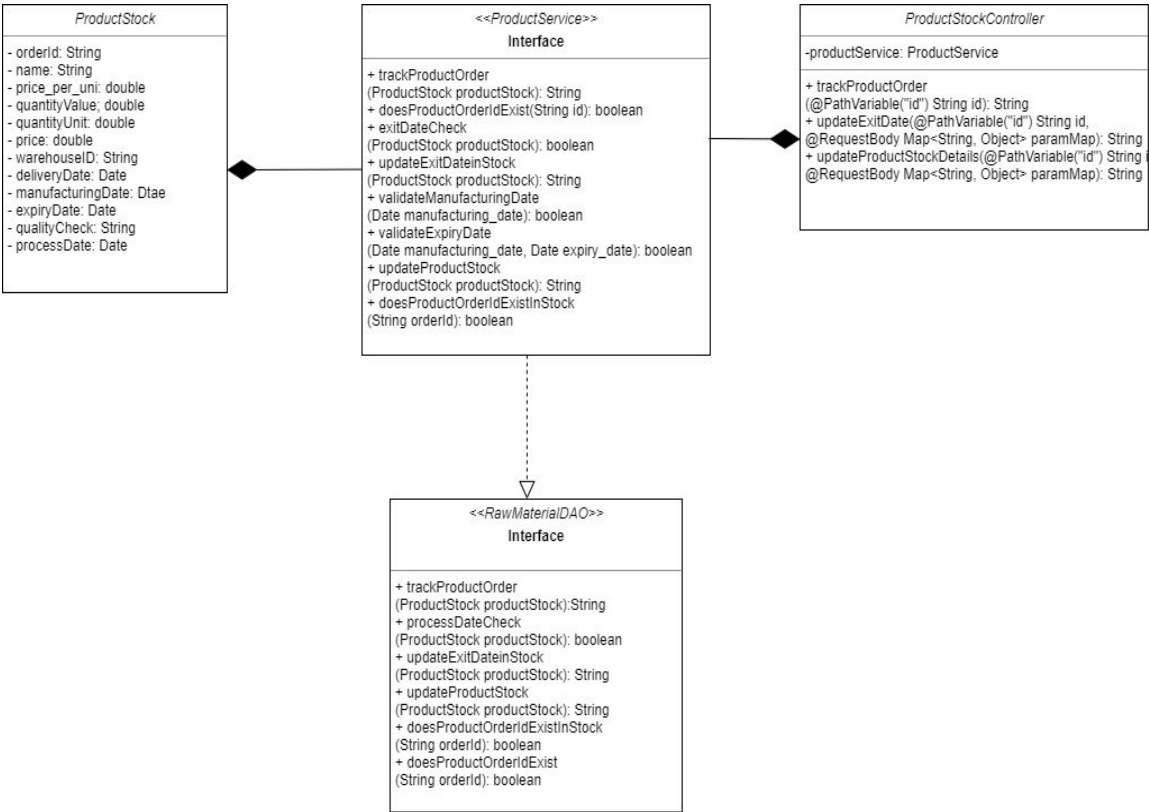 ProductStock
- orderId: String
- name: String
- price_per_uni: double
- quantityValue; double
- quantityUnit: double
- price: double
- warehouseID: String
- deliveryDate: Date
- manufacturingDate: Dtae
- expiryDate: Date
- qualityCheck: String
- processDate: Date
<<ProductService>>
Interface
+ trackProductOrder
(ProductStock productStock): String
+ doesProductOrderIdExist(String id): boolean
+ exitDateCheck
(ProductStock productStock): boolean
+ updateExitDateinStock
(ProductStock productStock): String
+ validateManufacturingDate
(Date manufacturing_date): boolean
+ validateExpiryDate
(Date manufacturing_date, Date expiry_date): boolean
+ updateProductStock
(ProductStock productStock): String
+ doesProductOrderIdExistInStock
(String orderId): boolean
ProductStockController
-productService: ProductService
+ trackProductOrder
(@PathVariable("id") String id): String
+ updateExitDate(@PathVariable("id") String id,
@RequestBody Map<String, Object> paramMap): String
+ updateProductStockDetails(@PathVariable("id") String i
@RequestBody Map<String, Object> paramMap): String
<<RawMaterialDAO>>
Interface
+ trackProductOrder
(ProductStock productStock):String
+ processDateCheck
(ProductStock productStock): boolean
+ updateExitDateinStock
(ProductStock productStock): String
+ updateProductStock
(ProductStock productStock): String
+ doesProductOrderIdExistInStock
(String orderId): boolean
+ doesProductOrderIdExist
(String orderId): boolean